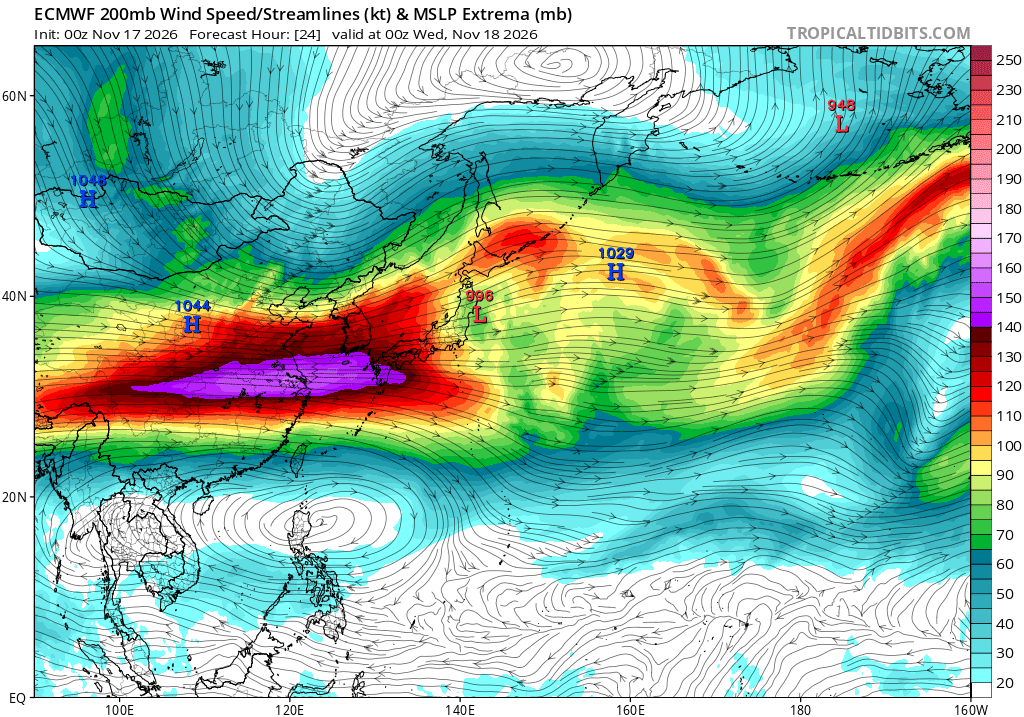 ECMWF 200mb Wind Speed/Streamlines (kt) & MSLP Extrema (mb)
Init: 00z Nov 17 2026 Forecast Hour: [24] valid at 00z Wed, Nov 18 2026
TROPICALTIDBITS.COM
60N
40N
20N
EQ
100E
120E
140E
160E
180
160W
948
L
1048
H
1029
H
996
L
1044
H
250
230
210
200
190
180
170
160
150
140
130
120
110
100
90
80
70
60
50
40
30
20